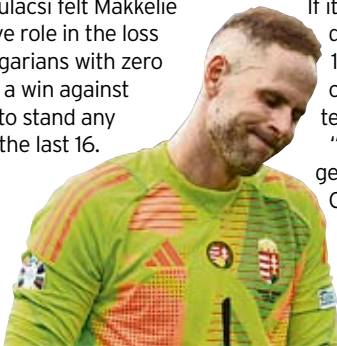 ulacsi felt Makkelie
ve role in the loss
garians with zero
a win against
to stand any
the last 16.
If it
1
te
“
ge